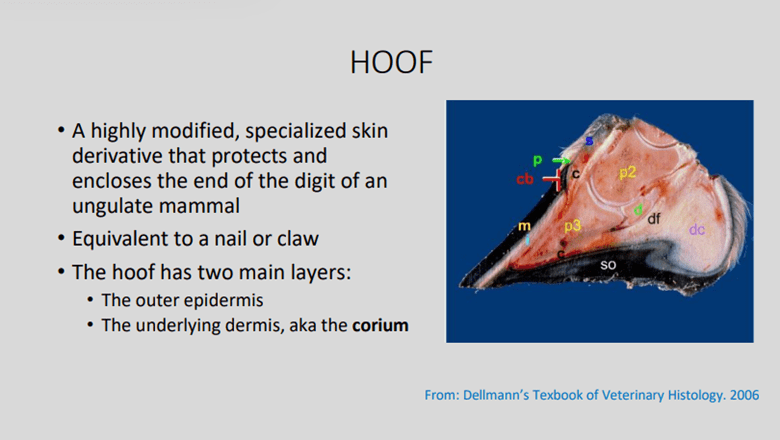 HOOF
• A highly modified, specialized skin
derivative that protects and
encloses the end of the digit of an
ungulate mammal
• Equivalent to a nail or claw
• The hoof has two main layers:
• The outer epidermis
• The underlying dermis, aka the corium
s
p
c
cb
p2
d
df
m
p3
dc
c
so
From: Dellmann's Texbook of Veterinary Histology. 2006